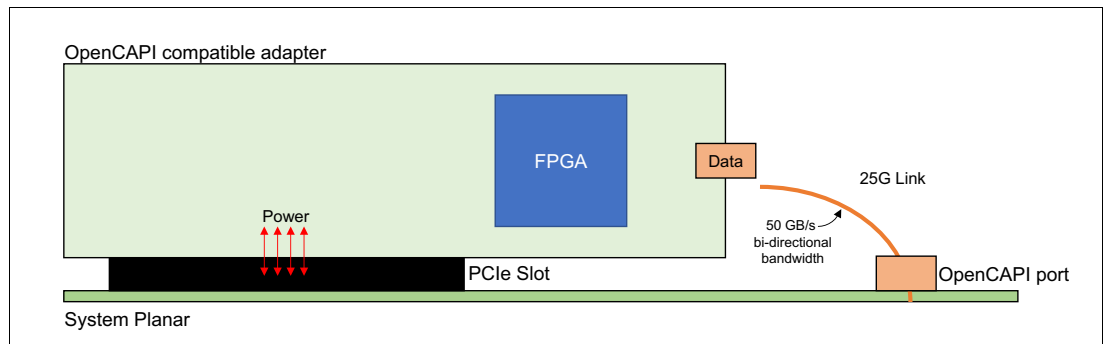 OpenCAPI compatible adapter
FPGA
Data
25G Link
Power
50 GB/s
bi-directional
bandwidth
PCIe Slot
OpenCAPI port
System Planar